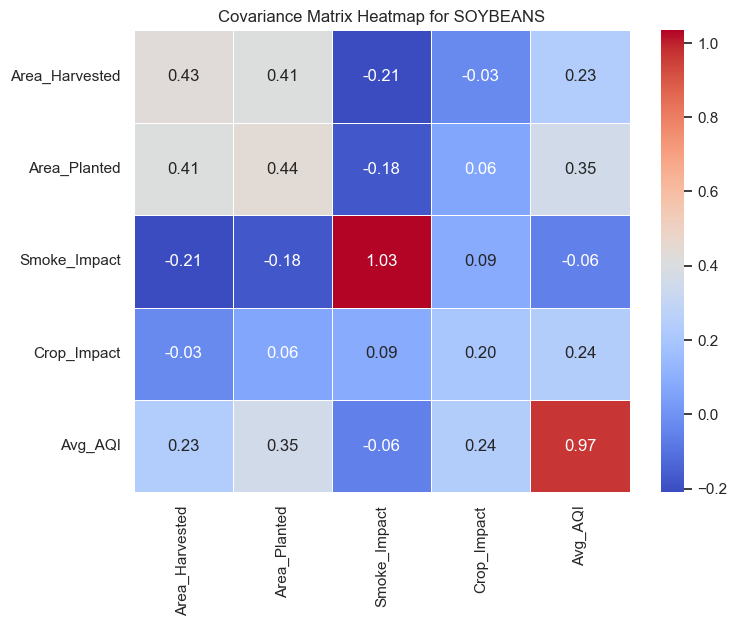 Covariance Matrix Heatmap for SOYBEANS
Area_Harvested 0.43 0.41 -0.21 -0.03 0.23
Area_Planted 0.41 0.44 -0.18 0.06 0.35
Smoke_Impact -0.21 -0.18 1.03 0.09 -0.06
Crop_Impact -0.03 0.06 0.09 0.20 0.24
Avg_AQI 0.23 0.35 -0.06 0.24 0.97
Area_Harvested
Area_Planted
Smoke_Impact
Crop_Impact
Avg_AQI
1.0
0.8
0.6
0.4
0.2
0.0
−0.2